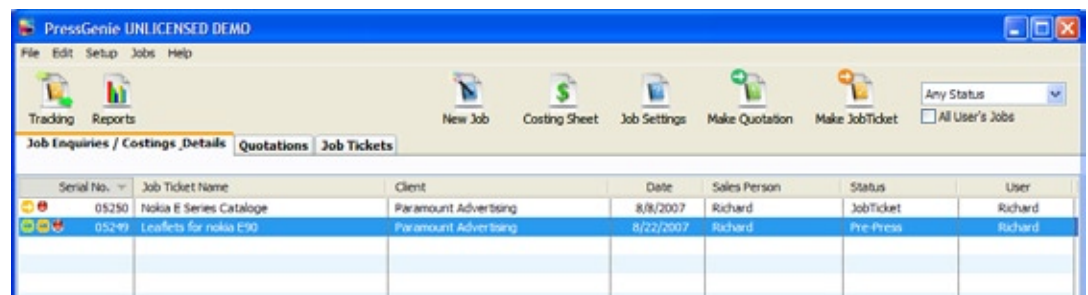 PressGenie UNLICENSED DEMO
File Edit Setup Jobs Help
Tracking Reports New Job Costing Sheet Job Settings Make Quotation Make JobTicket Any Status
All User's Jobs
Job Enquiries / Costings Details Quotations Job Tickets
Serial No. Job Ticket Name Client Date Sales Person Status User
05250 Nokia E Series Cataloge Paramount Advertising 8/8/2007 Richard JobTicket Richard
05249 Leaflets for nokia E90 Paramount Advertising 8/22/2007 Richard Pre-Press Richard